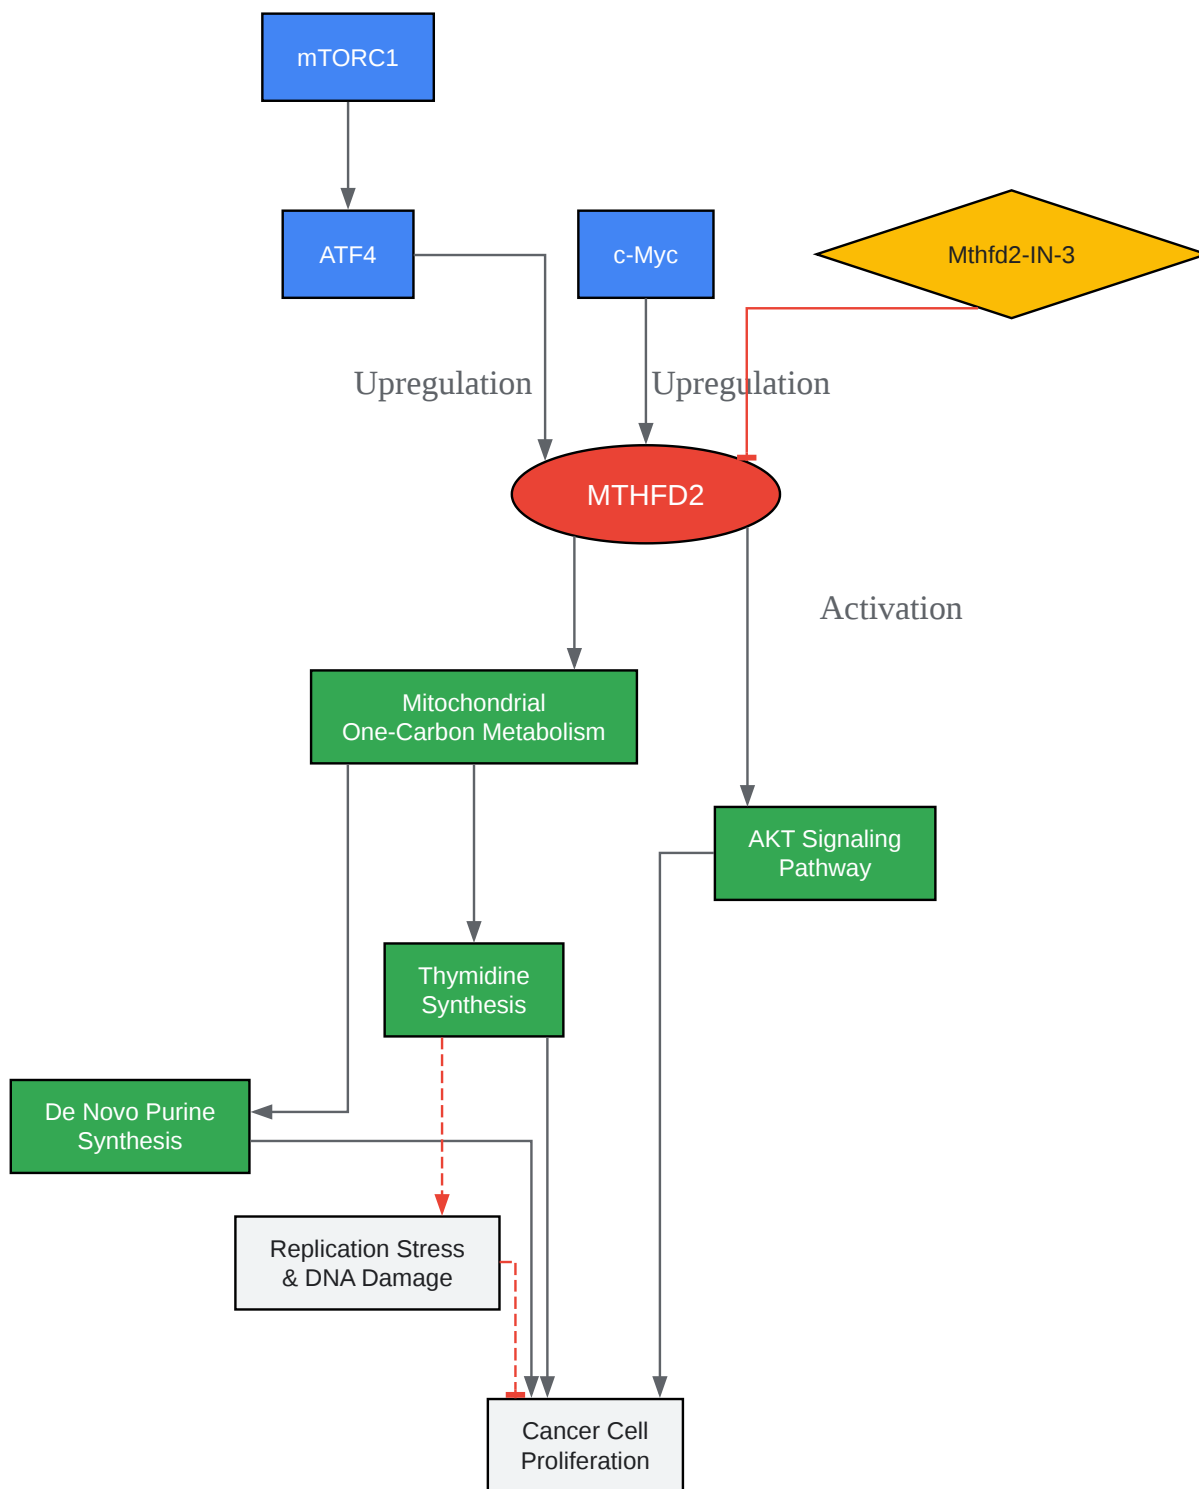 mTORC1
ATF4
c-Myc
Mthfd2-IN-3
Upregulation
Upregulation
MTHFD2
Activation
Mitochondrial
One-Carbon Metabolism
AKT Signaling
Pathway
Thymidine
Synthesis
De Novo Purine
Synthesis
Replication Stress
& DNA Damage
Cancer Cell
Proliferation